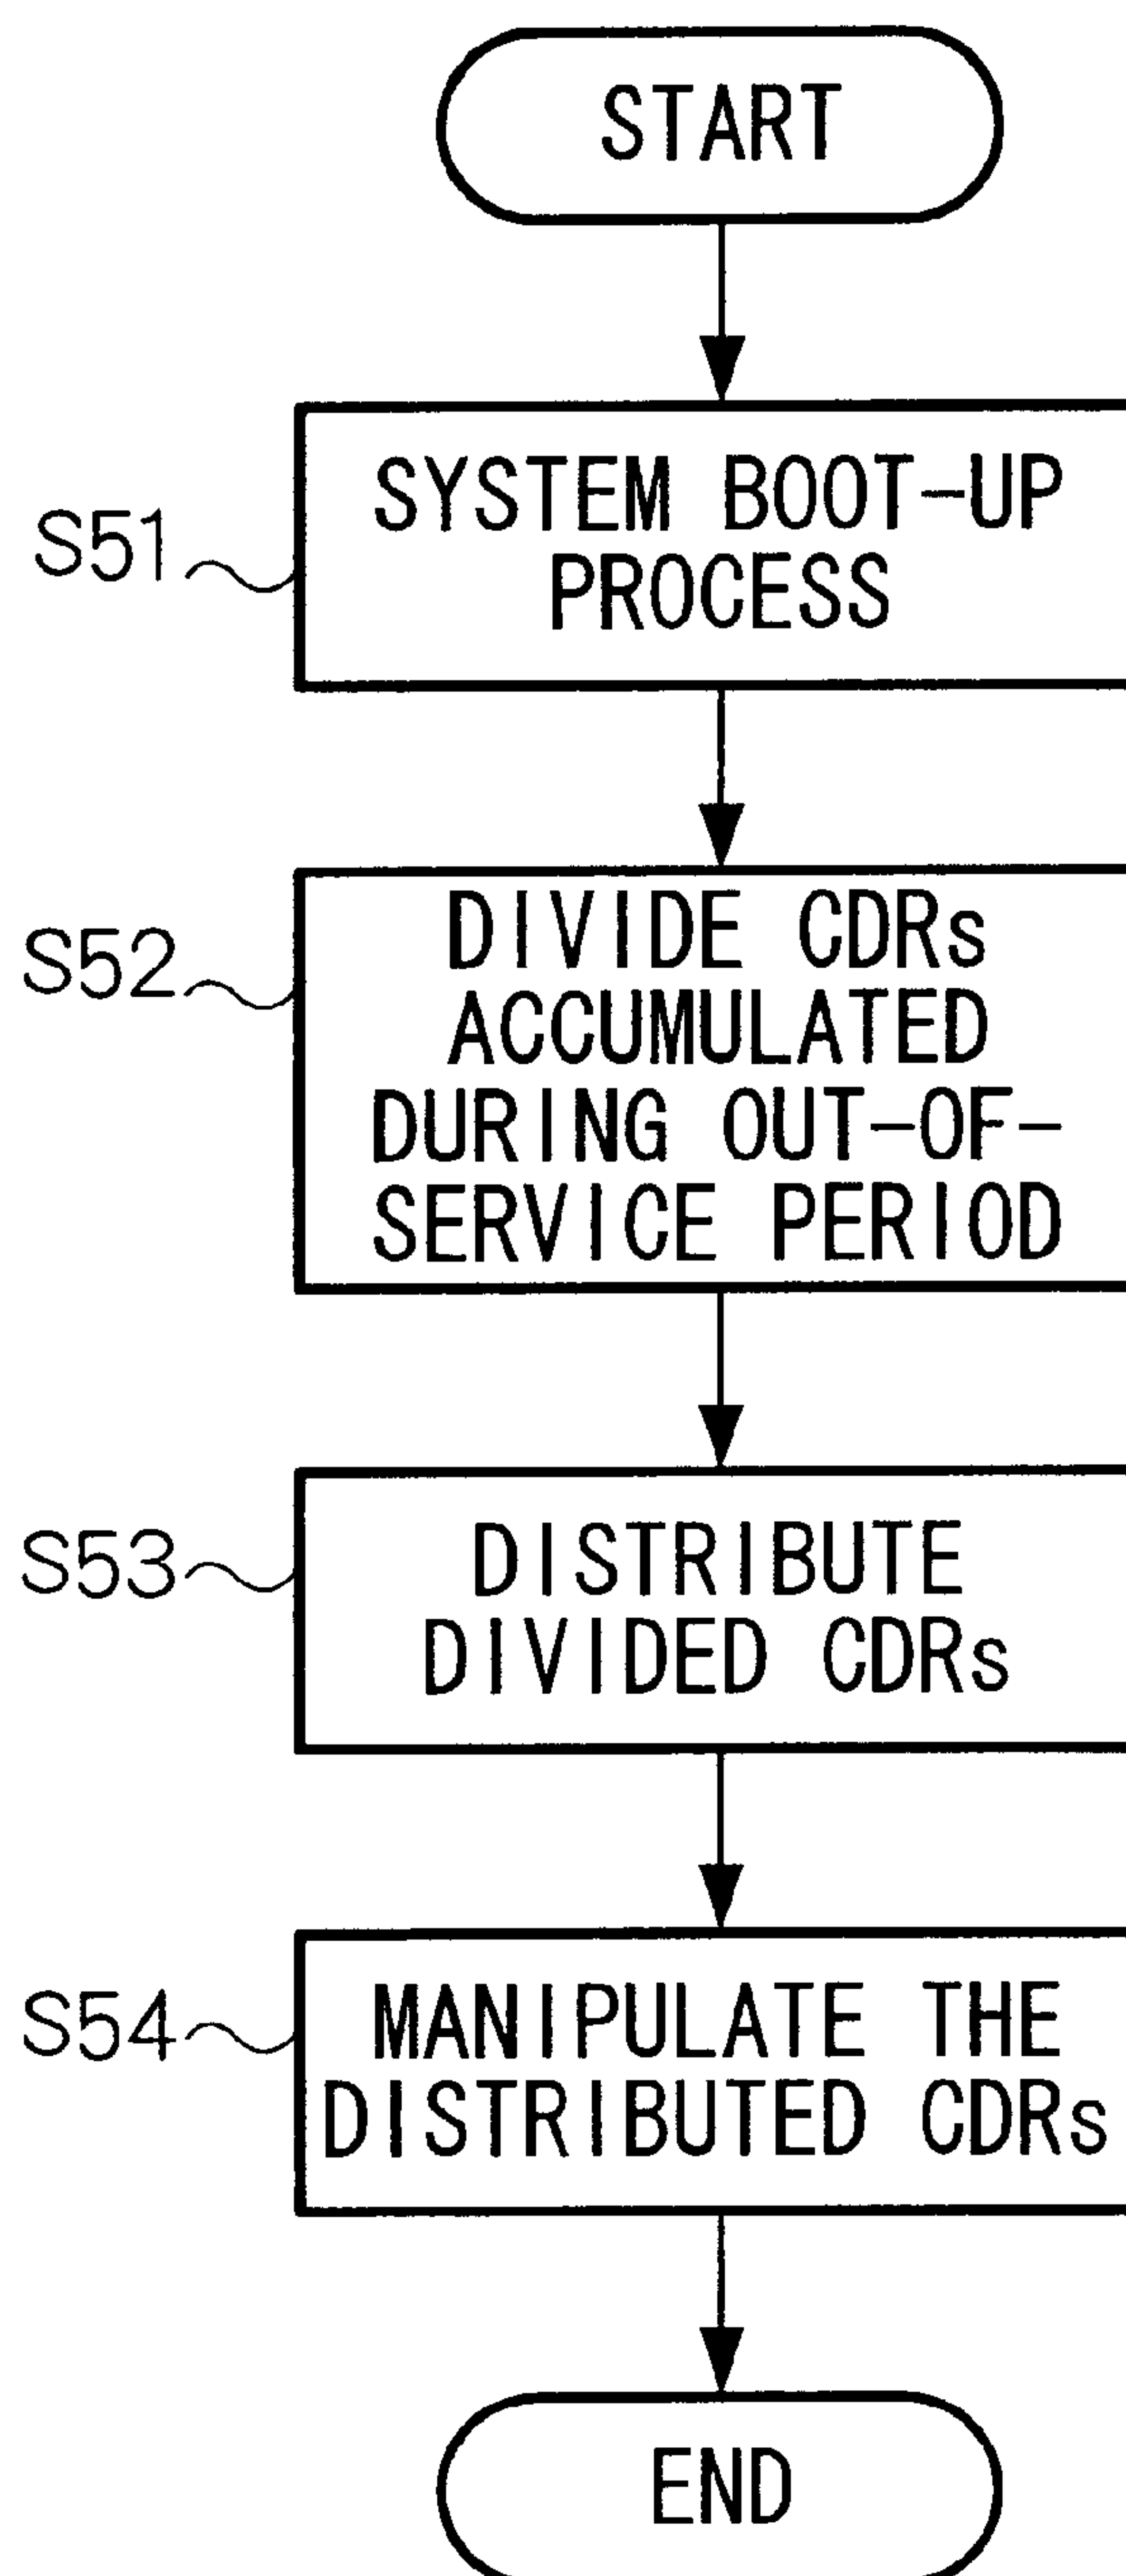 START
S51
SYSTEM BOOT-UP
PROCESS
S52
DIVIDE CDRs
ACCUMULATED
DURING OUT-OF-
SERVICE PERIOD
S53
DISTRIBUTE
DIVIDED CDRs
S54
MANIPULATE THE
DISTRIBUTED CDRs
END